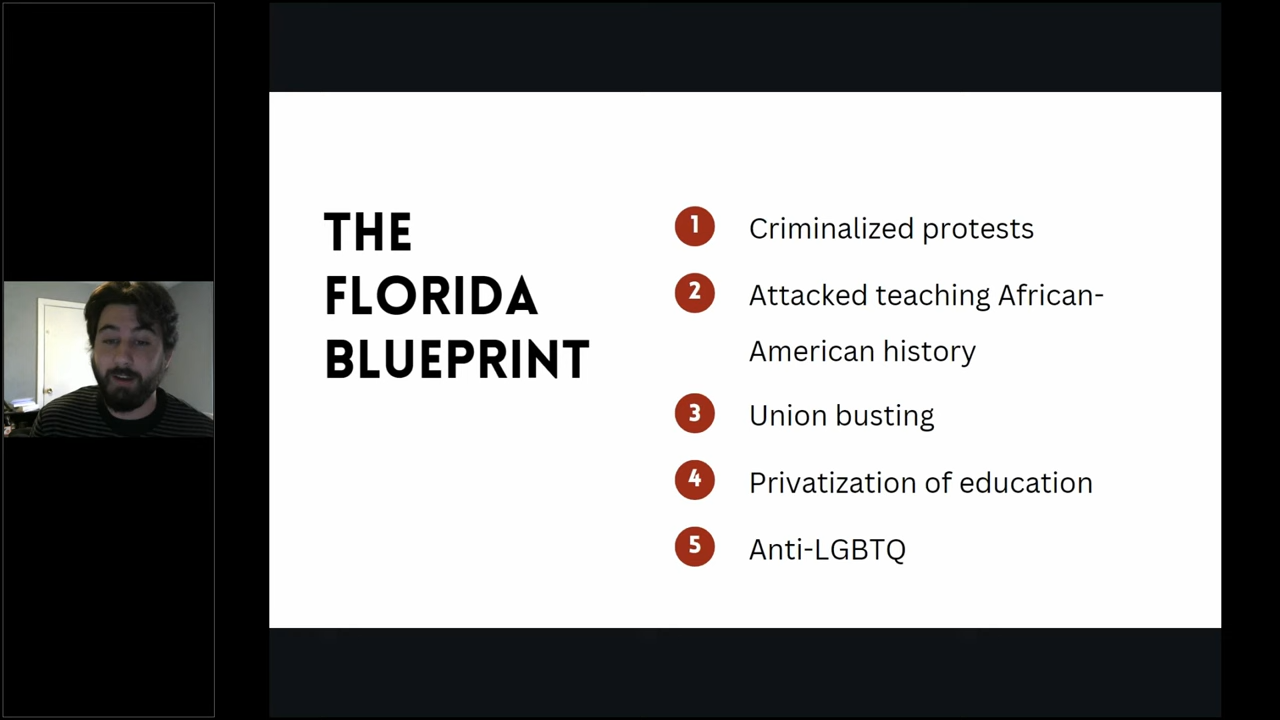 THE
FLORIDA
BLUEPRINT
1 Criminalized protests
2 Attacked teaching African-
American history
3 Union busting
4 Privatization of education
5 Anti-LGBTQ